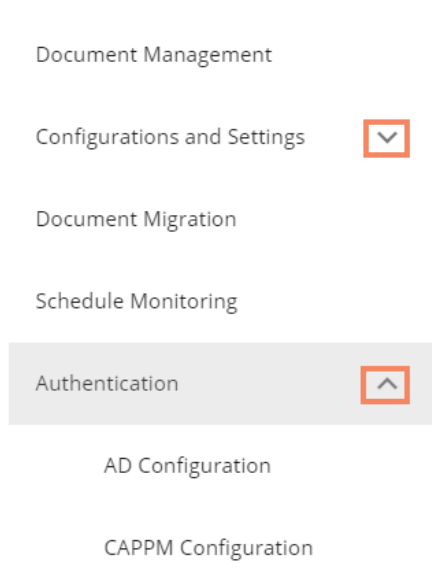 Document Management
Configurations and Settings
Document Migration
Schedule Monitoring
Authentication
AD Configuration
CAPPM Configuration